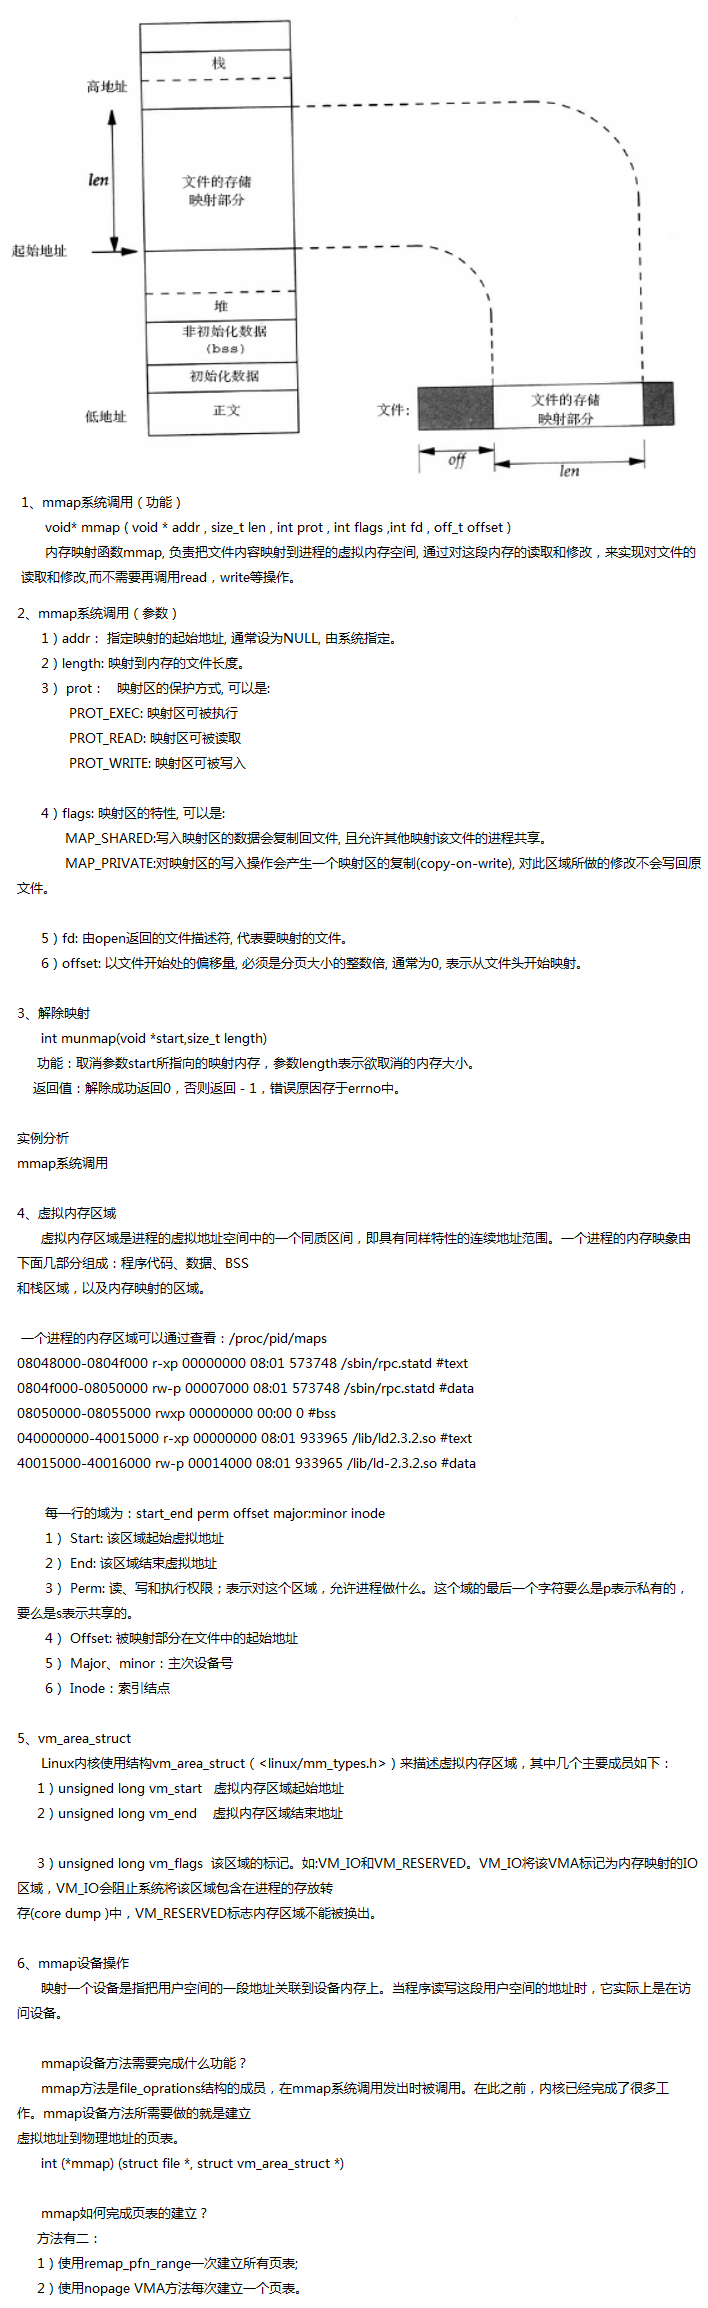 栈
高地址
len
文件的存储
映射部分
起始地址
堆
非初始化数据
(bss)
初始化数据
低地址
正文
文件:
文件的存储
映射部分
off
len
1、mmap系统调用（功能）
void* mmap ( void * addr , size_t len , int prot , int flags ,int fd , off_t offset )
内存映射函数mmap, 负责把文件内容映射到进程的虚拟内存空间, 通过对这段内存的读取和修改，来实现对文件的
读取和修改,而不需要再调用read，write等操作。
2、mmap系统调用（参数）
1）addr： 指定映射的起始地址, 通常设为NULL, 由系统指定。
2）length: 映射到内存的文件长度。
3） prot： 映射区的保护方式, 可以是:
PROT_EXEC: 映射区可被执行
PROT_READ: 映射区可被读取
PROT_WRITE: 映射区可被写入
4）flags: 映射区的特性, 可以是:
MAP_SHARED:写入映射区的数据会复制回文件, 且允许其他映射该文件的进程共享。
MAP_PRIVATE:对映射区的写入操作会产生一个映射区的复制(copy-on-write), 对此区域所做的修改不会写回原
文件。
5）fd: 由open返回的文件描述符, 代表要映射的文件。
6）offset: 以文件开始处的偏移量, 必须是分页大小的整数倍, 通常为0, 表示从文件头开始映射。
3、解除映射
int munmap(void *start,size_t length)
功能：取消参数start所指向的映射内存，参数length表示欲取消的内存大小。
返回值：解除成功返回0，否则返回－1，错误原因存于errno中。
实例分析
mmap系统调用
4、虚拟内存区域
虚拟内存区域是进程的虚拟地址空间中的一个同质区间，即具有同样特性的连续地址范围。一个进程的内存映象由
下面几部分组成：程序代码、数据、BSS
和栈区域，以及内存映射的区域。
一个进程的内存区域可以通过查看：/proc/pid/maps
08048000-0804f000 r-xp 00000000 08:01 573748 /sbin/rpc.statd #text
0804f000-08050000 rw-p 00007000 08:01 573748 /sbin/rpc.statd #data
08050000-08055000 rwxp 00000000 00:00 0 #bss
040000000-40015000 r-xp 00000000 08:01 933965 /lib/ld2.3.2.so #text
40015000-40016000 rw-p 00014000 08:01 933965 /lib/ld-2.3.2.so #data
每一行的域为：start_end perm offset major:minor inode
1） Start: 该区域起始虚拟地址
2） End: 该区域结束虚拟地址
3） Perm: 读、写和执行权限；表示对这个区域，允许进程做什么。这个域的最后一个字符要么是p表示私有的，
要么是s表示共享的。
4） Offset: 被映射部分在文件中的起始地址
5） Major、minor：主次设备号
6） Inode：索引结点
5、vm_area_struct
Linux内核使用结构vm_area_struct（<linux/mm_types.h>）来描述虚拟内存区域，其中几个主要成员如下：
1）unsigned long vm_start 虚拟内存区域起始地址
2）unsigned long vm_end 虚拟内存区域结束地址
3）unsigned long vm_flags 该区域的标记。如:VM_IO和VM_RESERVED。VM_IO将该VMA标记为内存映射的IO
区域，VM_IO会阻止系统将该区域包含在进程的存放转
存(core dump )中，VM_RESERVED标志内存区域不能被换出。
6、mmap设备操作
映射一个设备是指把用户空间的一段地址关联到设备内存上。当程序读写这段用户空间的地址时，它实际上是在访
问设备。
mmap设备方法需要完成什么功能？
mmap方法是file_oprations结构的成员，在mmap系统调用发出时被调用。在此之前，内核已经完成了很多工
作。mmap设备方法所需要做的就是建立
虚拟地址到物理地址的页表。
int (*mmap) (struct file *, struct vm_area_struct *)
mmap如何完成页表的建立？
方法有二：
1）使用remap_pfn_range一次建立所有页表;
2）使用nopage VMA方法每次建立一个页表。